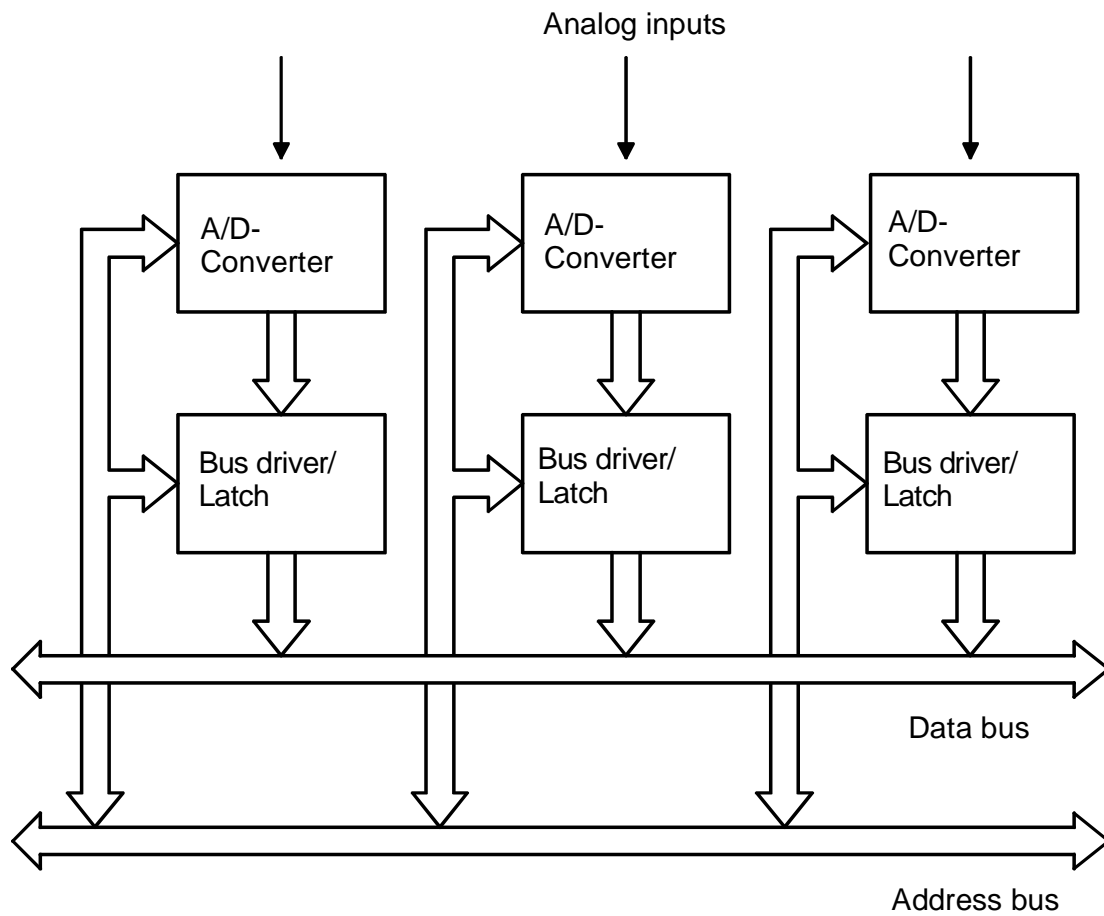 Analog inputs
A/D-
Converter
A/D-
Converter
A/D-
Converter
Bus driver/
Latch
Bus driver/
Latch
Bus driver/
Latch
Data bus
Address bus